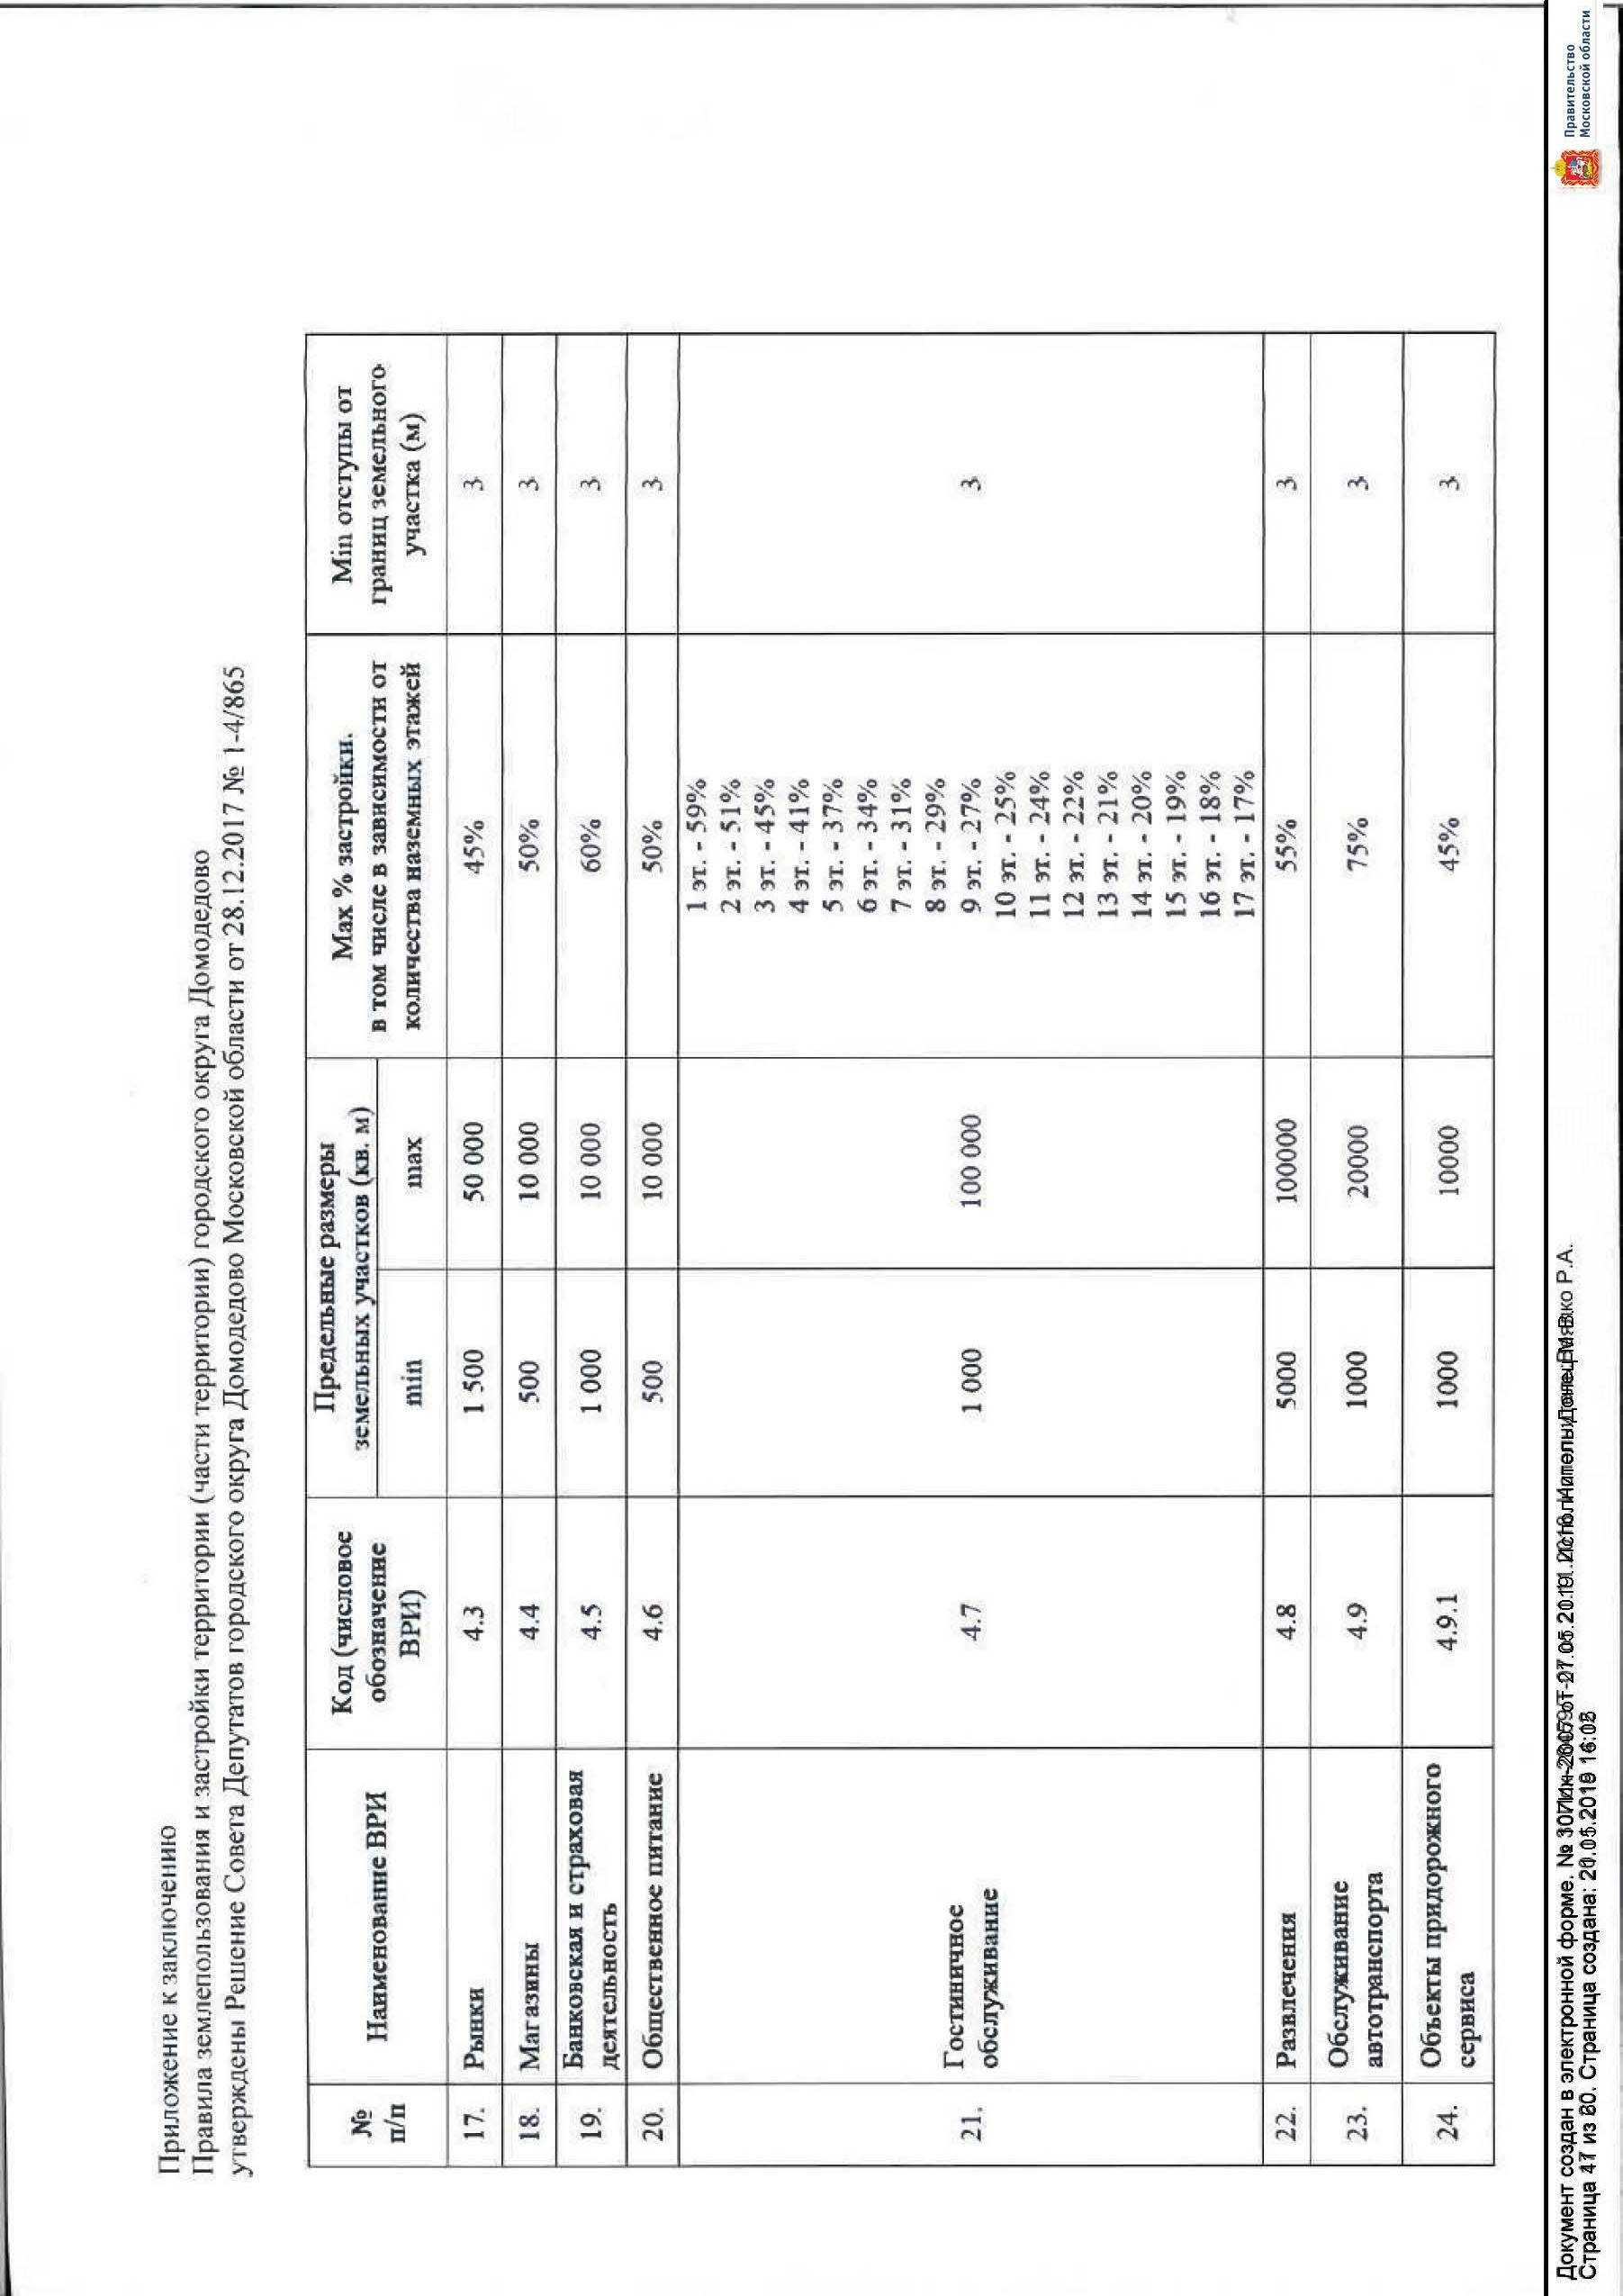 Приложение к заключению
Правила землепользования и застройки территории (части территории) городского округа Домодедово
утверждены Решение Совета Депутатов городского округа Домодедово Московской области от 28.12.2017 № 1-4/865
№ п/п
Наименование ВРИ
Код (числовое обозначение ВРИ)
Предельные размеры земельных участков (кв. м)
min
max
Max % застройки.
в том числе в зависимости от
количества наземных этажей
Min отступы от
границ земельного
участка (м)
17. Рынки 4.3 1 500 50 000 45% 3
18. Магазины 4.4 500 10 000 50% 3
19. Банковская и страховая деятельность 4.5 1 000 10 000 60% 3
20. Общественное питание 4.6 500 10 000 50% 3
21. Гостиничное обслуживание 4.7 1 000 100 000
1 эт. - 59%
2 эт. - 51%
3 эт. - 45%
4 эт. - 41%
5 эт. - 37%
6 эт. - 34%
7 эт. - 31%
8 эт. - 29%
9 эт. - 27%
10 эт. - 25%
11 эт. - 24%
12 эт. - 22%
13 эт. - 21%
14 эт. - 20%
15 эт. - 19%
16 эт. - 18%
17 эт. - 17%
3
22. Развлечения 4.8 5000 100000 55% 3
23. Обслуживание автотранспорта 4.9 1000 20000 75% 3
24. Объекты придорожного сервиса 4.9.1 1000 10000 45% 3
Документ создан в электронной форме. №
Страница из Страница создана:
Правительство
Московской области